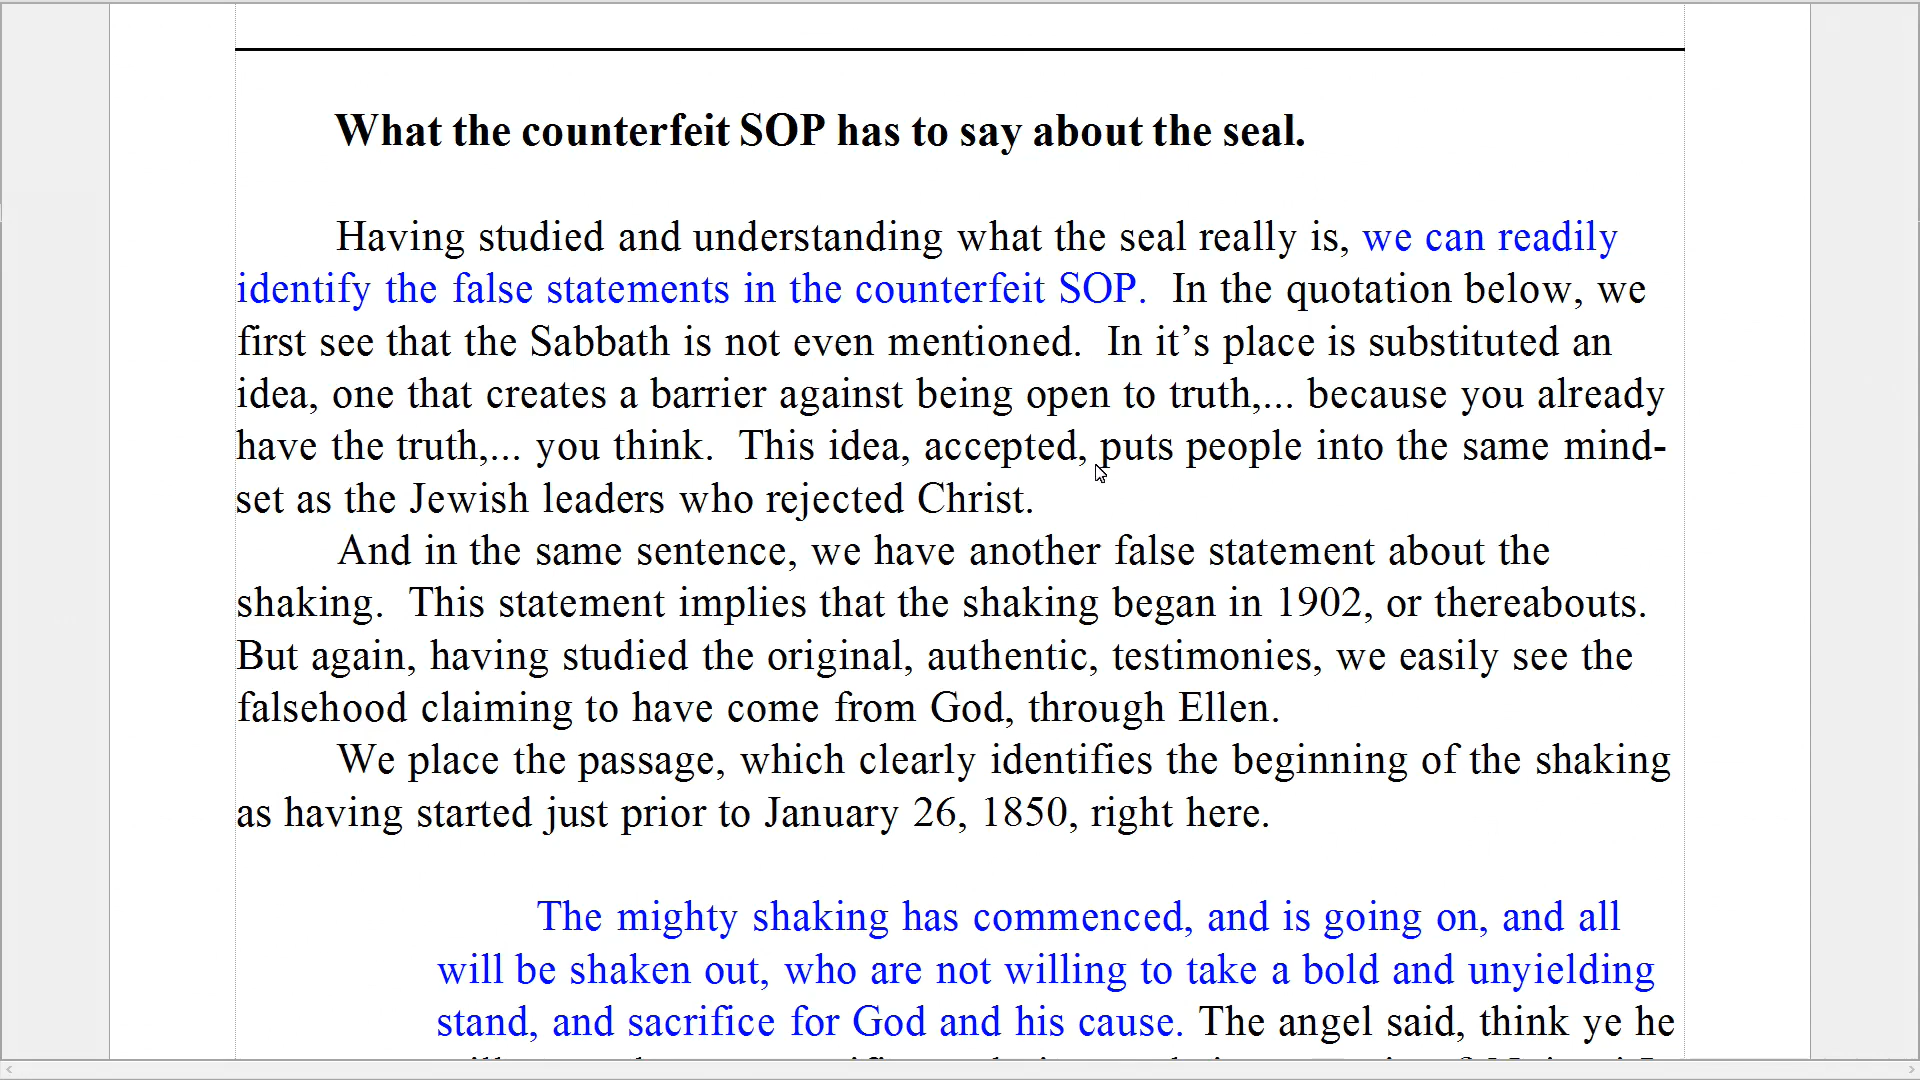 What the counterfeit SOP has to say about the seal.
Having studied and understanding what the seal really is, we can readily
identify the false statements in the counterfeit SOP.  In the quotation below, we
first see that the Sabbath is not even mentioned.  In it’s place is substituted an
idea, one that creates a barrier against being open to truth,... because you already
have the truth,... you think.  This idea, accepted, puts people into the same mind-
set as the Jewish leaders who rejected Christ.
And in the same sentence, we have another false statement about the
shaking.  This statement implies that the shaking began in 1902, or thereabouts.
But again, having studied the original, authentic, testimonies, we easily see the
falsehood claiming to have come from God, through Ellen.
We place the passage, which clearly identifies the beginning of the shaking
as having started just prior to January 26, 1850, right here.
The mighty shaking has commenced, and is going on, and all
will be shaken out, who are not willing to take a bold and unyielding
stand, and sacrifice for God and his cause. The angel said, think ye he